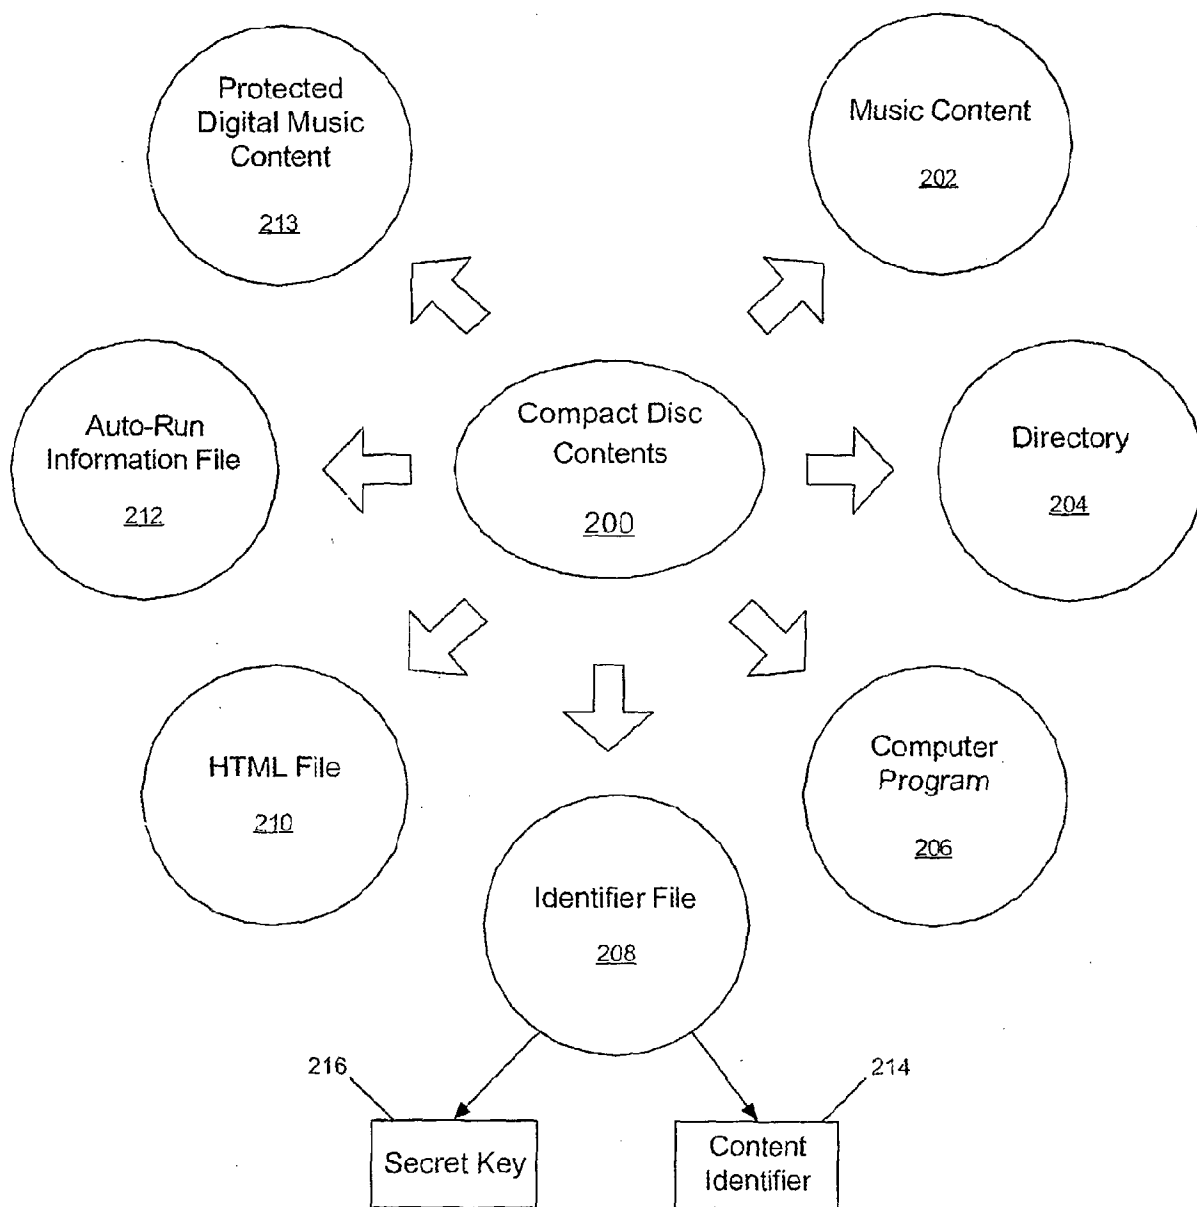 Protected
Digital Music
Content
213
Music Content
202
Auto-Run
Information File
212
Compact Disc
Contents
200
Directory
204
HTML File
210
Computer
Program
206
Identifier File
208
216
214
Secret Key
Content
Identifier